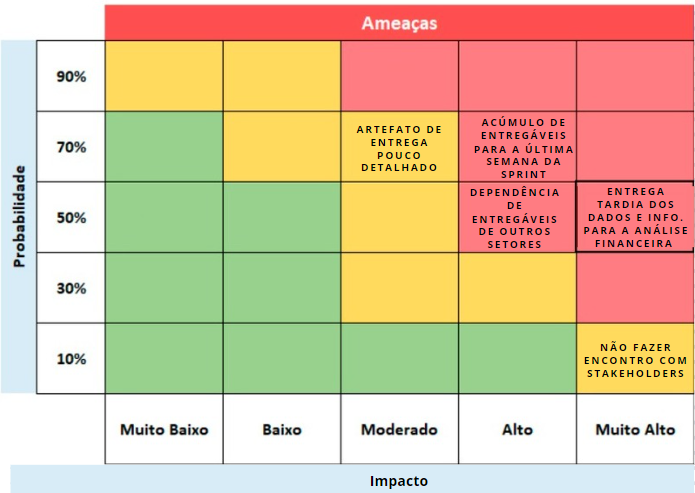 Ameaças
Probabilidade
90%
70%
ARTEFATO DE
ENTREGA
POUCO
DETALHADO
ACÚMULO DE
ENTREGÁVEIS
PARA A ÚLTIMA
SEMANA DA
SPRINT
50%
DEPENDÊNCIA
DE
ENTREGÁVEIS
DE OUTROS
SETORES
ENTREGA
TARDIA DOS
DADOS E INFO.
PARA A ANÁLISE
FINANCEIRA
30%
10%
NÃO FAZER
ENCONTRO COM
STAKEHOLDERS
Muito Baixo
Baixo
Moderado
Alto
Muito Alto
Impacto